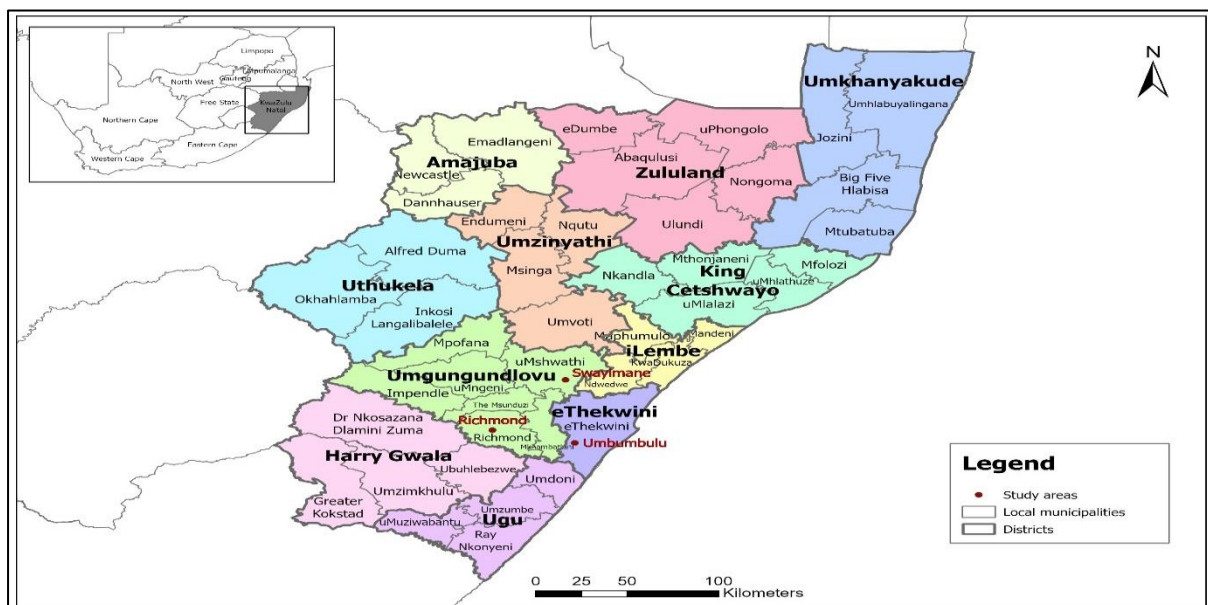 Limpopo
Mpumalanga
North West
Gauteng
Free State
KwaZulu
Natal
Northern Cape
Eastern Cape
Western Cape
N
Umkhanyakude
Umhlabuyalingana
Jozini
Big Five
Hlabisa
Mtubatuba
eDumbe
uPhongolo
Abaqulusi
Zululand
Nongoma
Ulundi
Emadlangeni
Amajuba
Newcastle
Dannhauser
Endumeni
Nqutu
Umzinyathi
Msinga
Umvoti
Alfred Duma
Uthukela
Okhahlamba
Inkosi
Langalibalele
Mthonjaneni
Nkandla
King
Mfolozi
Cetshwayo
uMhlathuze
uMlalazi
Maphumulo
Mandeni
iLembe
KwaDukuza
Ndwedwe
Mpofana
uMshwathi
Umgungundlovu
Swayimane
Impendle
uMngeni
The Msunduzi
Richmond
Richmond
Mkhambathini
eThekwini
eThekwini
Umbumbulu
Dr Nkosazana
Dlamini Zuma
Harry Gwala
Ubuhlebezwe
Umzimkhulu
Greater
Kokstad
Umdoni
Umzumbe
uMuziwabantu
Ugu
Ray
Nkonyeni
Legend
Study areas
Local municipalities
Districts
0 25 50 100
Kilometers